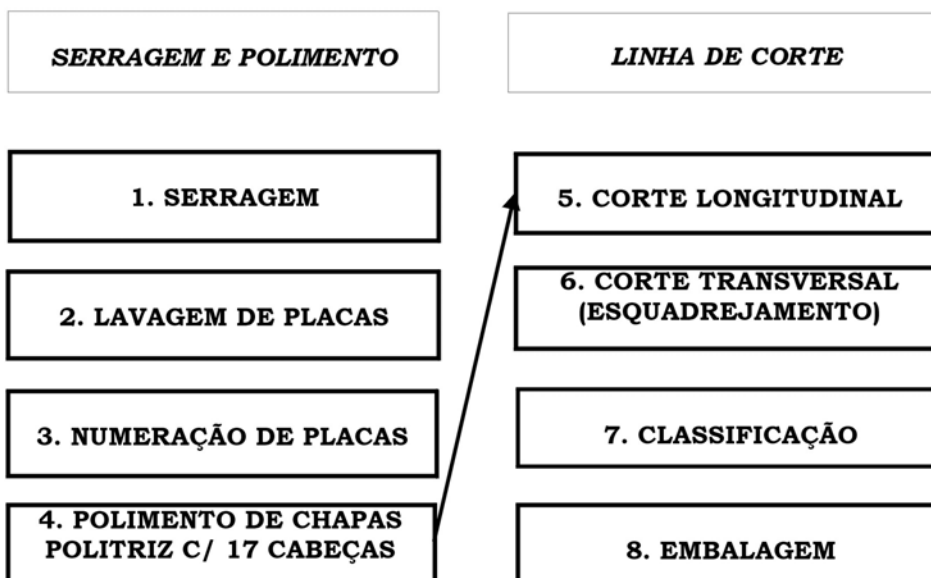 SERRAGEM E POLIMENTO
1. SERRAGEM
2. LAVAGEM DE PLACAS
3. NUMERAÇÃO DE PLACAS
4. POLIMENTO DE CHAPAS
POLITRIZ C/ 17 CABEÇAS
LINHA DE CORTE
5. CORTE LONGITUDINAL
6. CORTE TRANSVERSAL
(ESQUADREJAMENTO)
7. CLASSIFICAÇÃO
8. EMBALAGEM